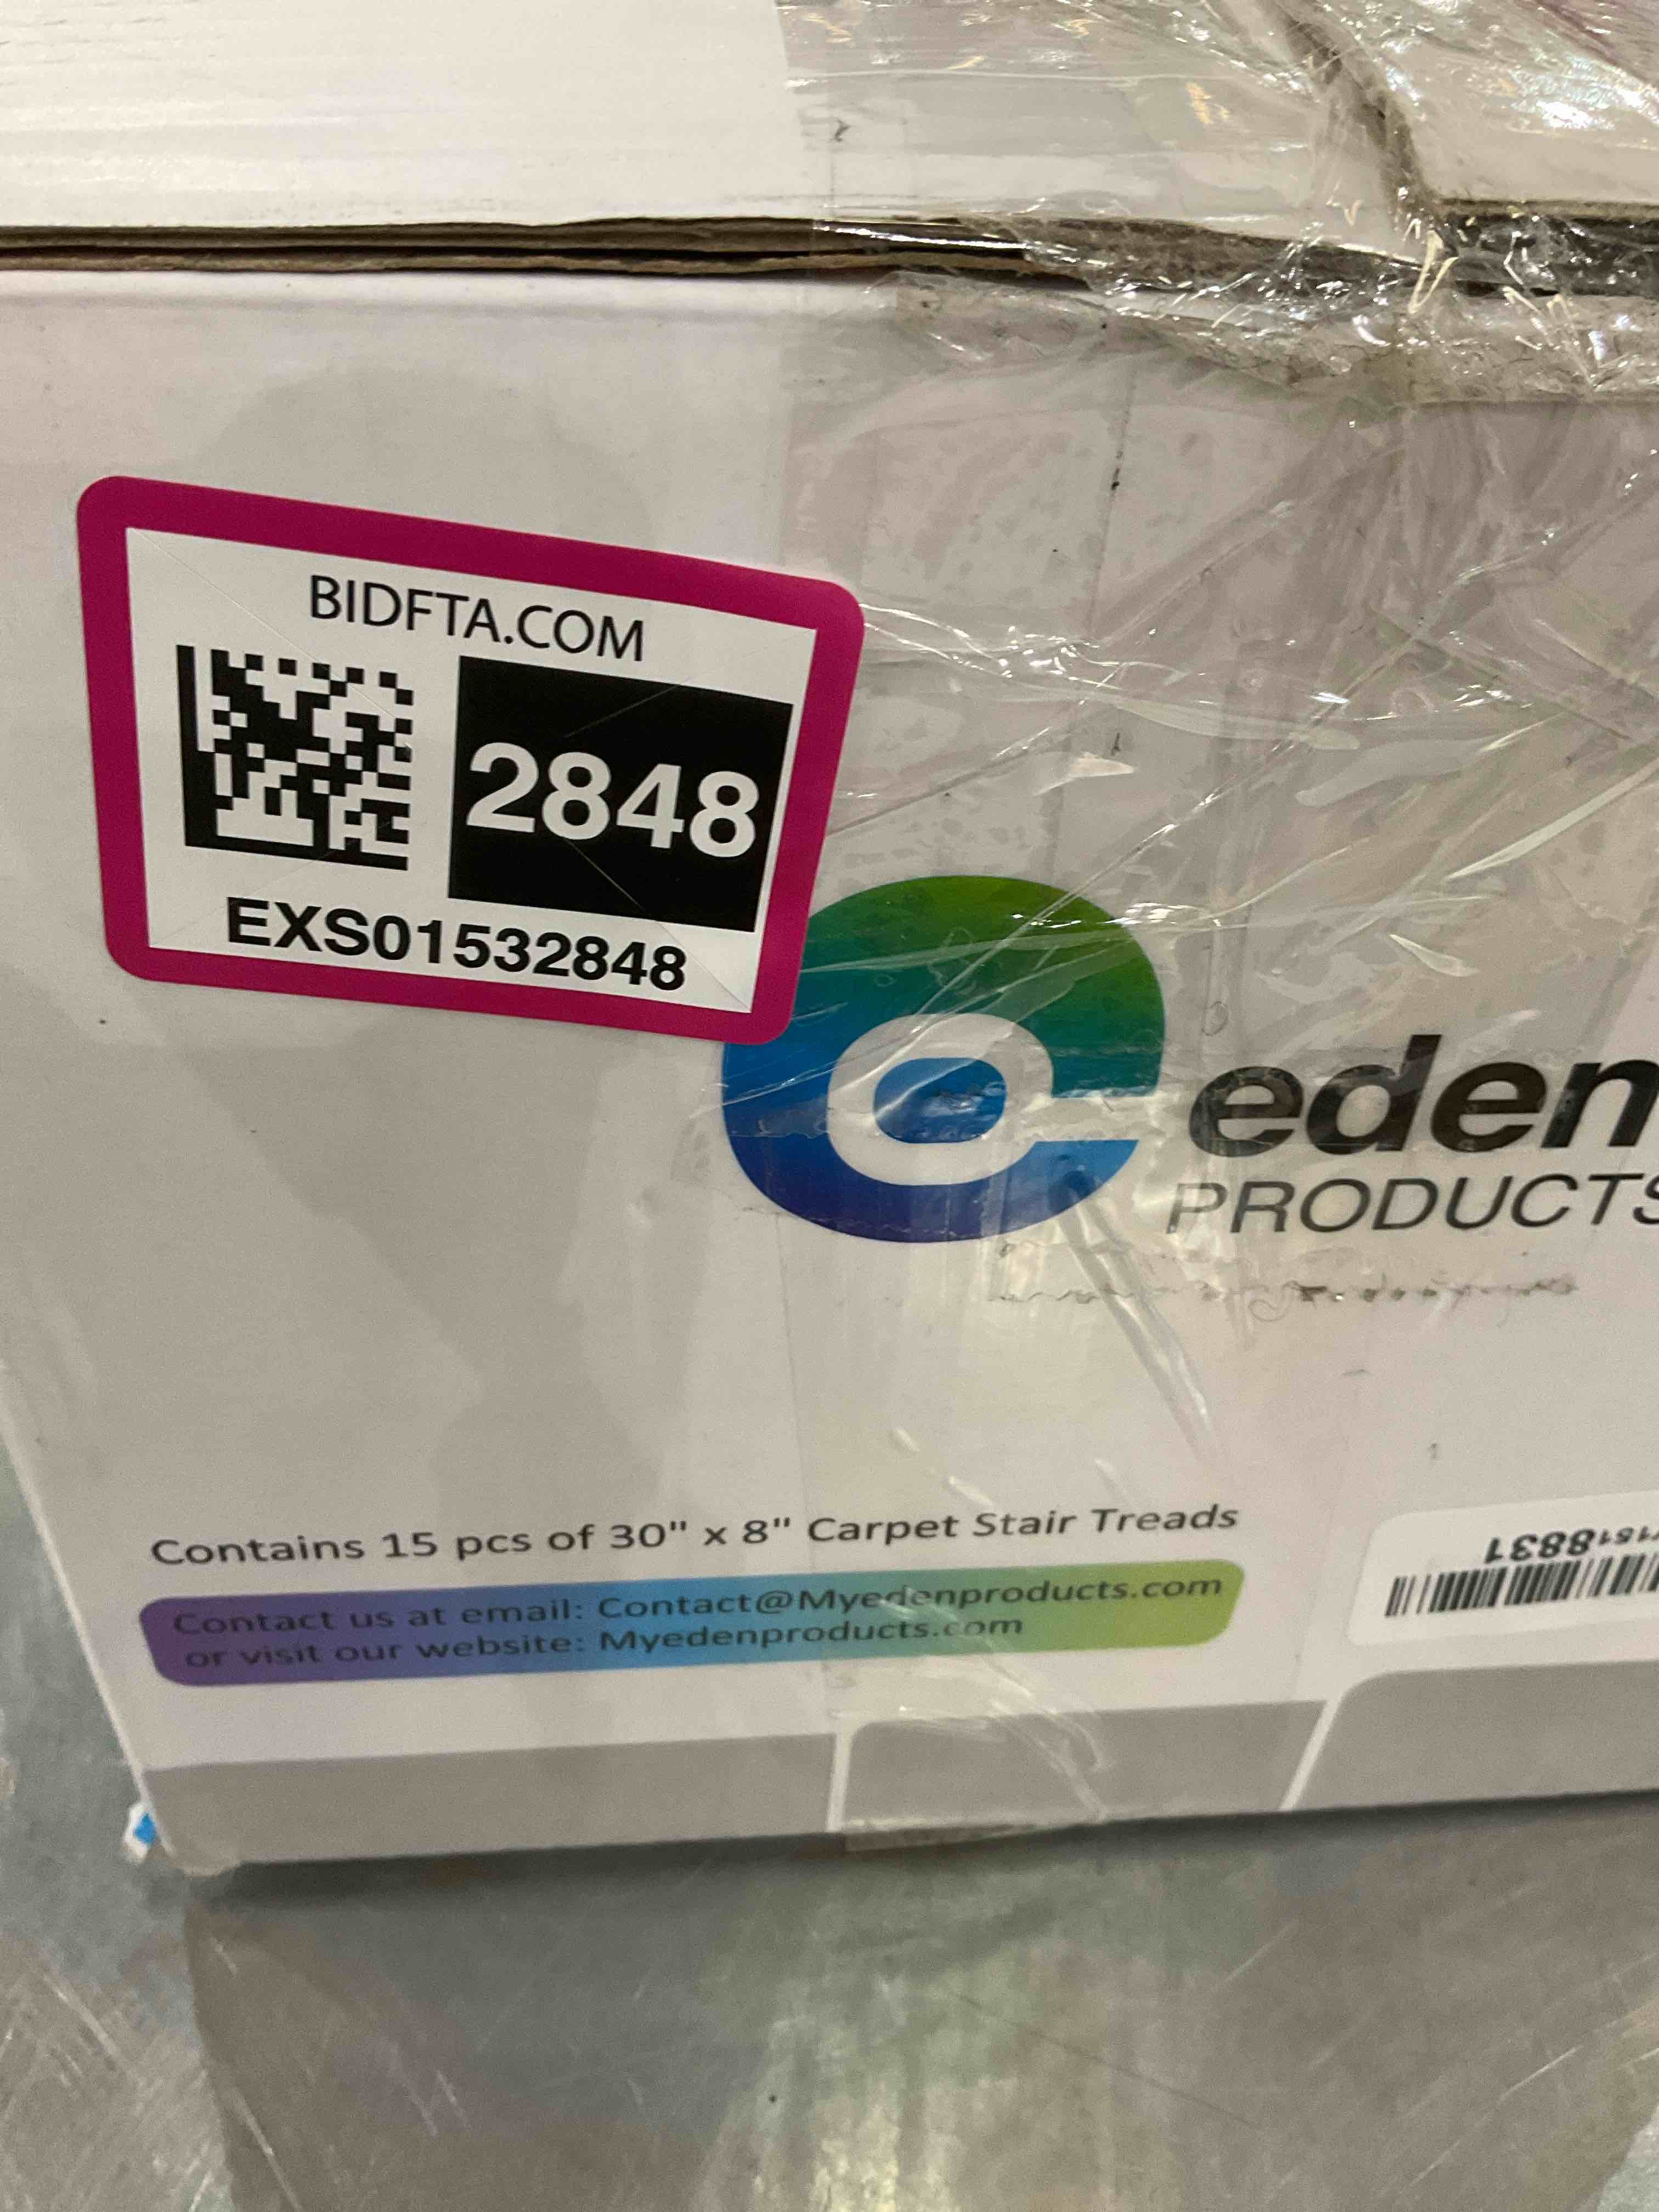 BIDFTA.COM
2848
EXS01532848
eden
PRODUCTS
Contains 15 pcs of 30" x 8" Carpet Stair Treads
Contact us at email: Contact@Myedenproducts.com
or visit our website: Myedenproducts.com
8831